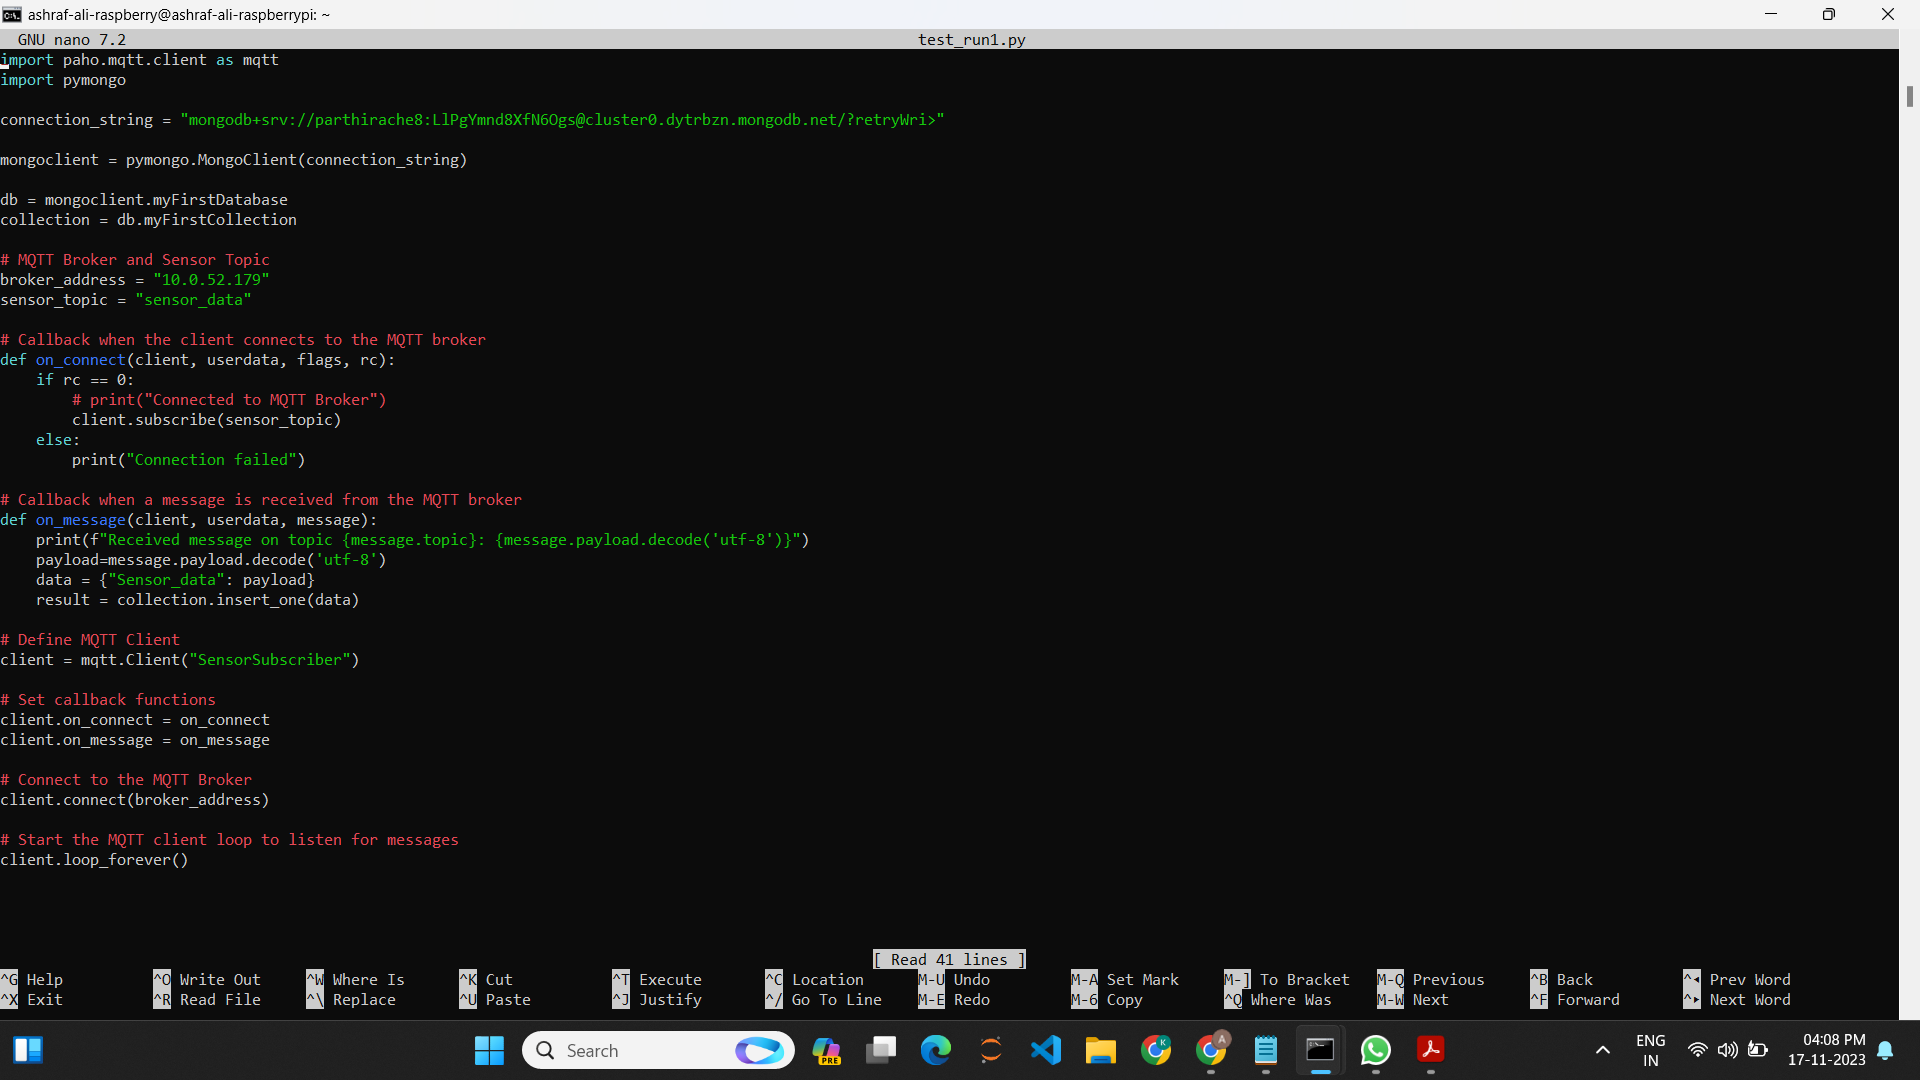 ashraf-ali-raspberry@ashraf-ali-raspberrypi: ~
GNU nano 7.2 test_run1.py
import paho.mqtt.client as mqtt
import pymongo
connection_string = "mongodb+srv://parthirache8:LlPgYmnd8XfN6Ogs@cluster0.dytrbzn.mongodb.net/?retryWri>"
mongoclient = pymongo.MongoClient(connection_string)
db = mongoclient.myFirstDatabase
collection = db.myFirstCollection
# MQTT Broker and Sensor Topic
broker_address = "10.0.52.179"
sensor_topic = "sensor_data"
# Callback when the client connects to the MQTT broker
def on_connect(client, userdata, flags, rc):
    if rc == 0:
        # print("Connected to MQTT Broker")
        client.subscribe(sensor_topic)
    else:
        print("Connection failed")
# Callback when a message is received from the MQTT broker
def on_message(client, userdata, message):
    print(f"Received message on topic {message.topic}: {message.payload.decode('utf-8')}")
    payload=message.payload.decode('utf-8')
    data = {"Sensor_data": payload}
    result = collection.insert_one(data)
# Define MQTT Client
client = mqtt.Client("SensorSubscriber")
# Set callback functions
client.on_connect = on_connect
client.on_message = on_message
# Connect to the MQTT Broker
client.connect(broker_address)
# Start the MQTT client loop to listen for messages
client.loop_forever()
[ Read 41 lines ]
^G Help ^O Write Out ^W Where Is ^K Cut ^T Execute ^C Location M-U Undo M-A Set Mark M-] To Bracket M-Q Previous ^B Back ^◂ Prev Word
^X Exit ^R Read File ^\ Replace ^U Paste ^J Justify ^/ Go To Line M-E Redo M-6 Copy ^Q Where Was M-W Next ^F Forward ^▸ Next Word
Search PRE K A ENG 04:08 PM
IN 17-11-2023